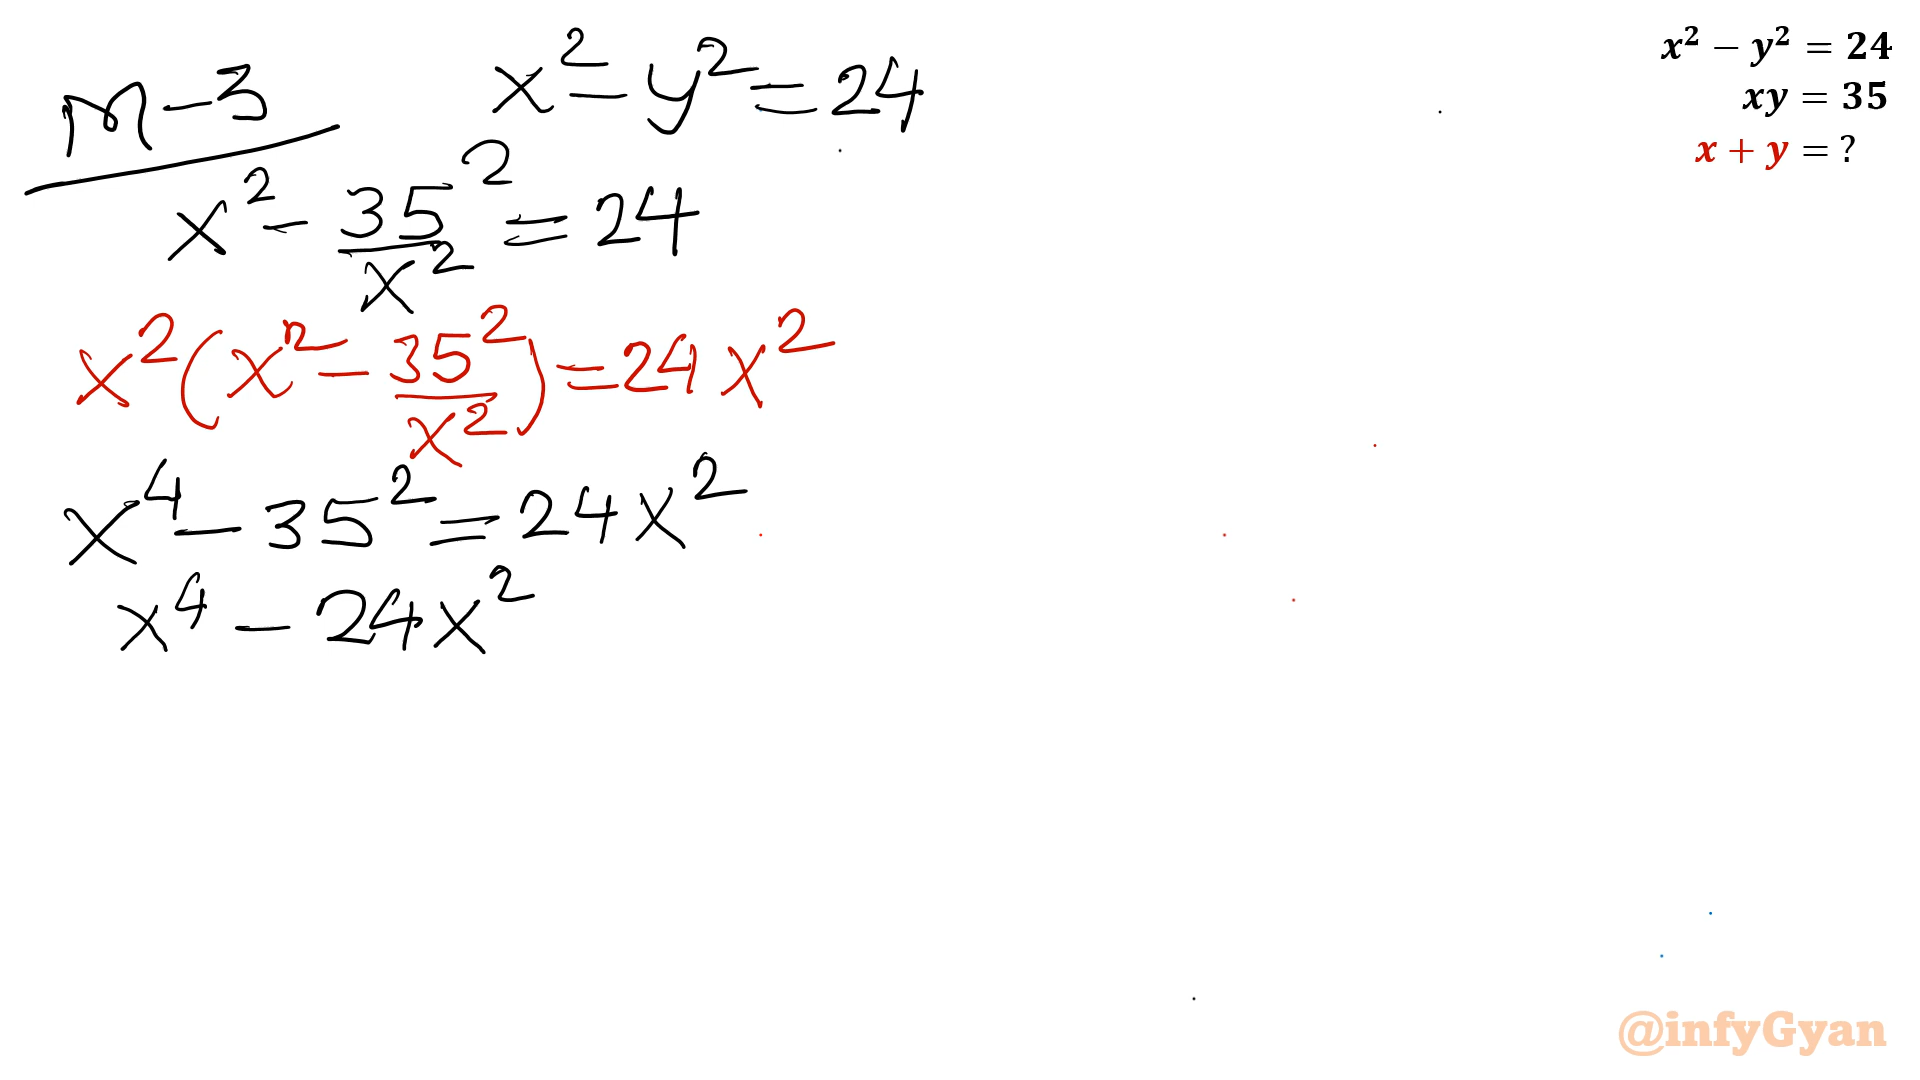 m-3
x² - y² = 24
x² - 35²/x² = 24
x²(x² - 35²/x²) = 24x²
x⁴ - 35² = 24x²
x⁴ - 24x²
x² − y² = 24
xy = 35
x + y = ?
@infyGyan